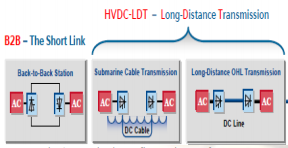 HVDC-LDT – Long-Distance Transmission
B2B – The Short Link
Back-to-Back Station
Submarine Cable Transmission
Long-Distance OHL Transmission
AC AC AC AC AC AC
DC Cable
DC Line